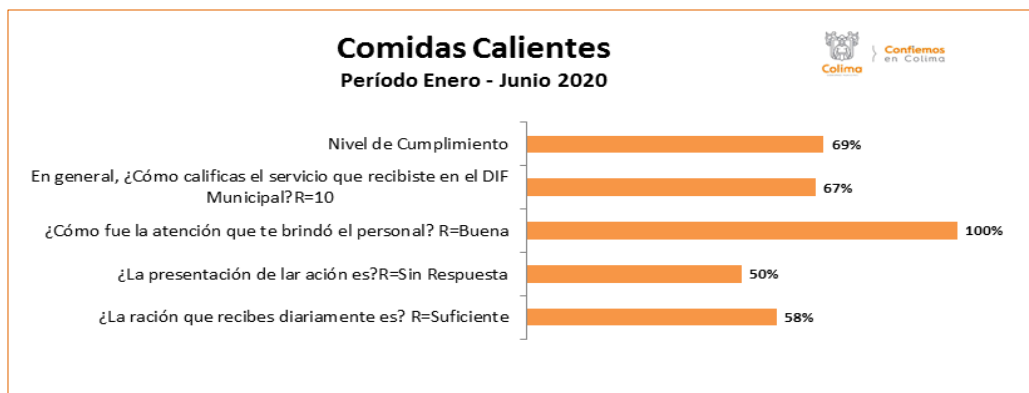 Comidas Calientes
Período Enero - Junio 2020
Colima
Confiemos
en Colima
Nivel de Cumplimiento
69%
En general, ¿Cómo calificas el servicio que recibiste en el DIF
Municipal?R=10
67%
¿Cómo fue la atención que te brindó el personal? R=Buena
100%
¿La presentación de lar ación es?R=Sin Respuesta
50%
¿La ración que recibes diariamente es? R=Suficiente
58%